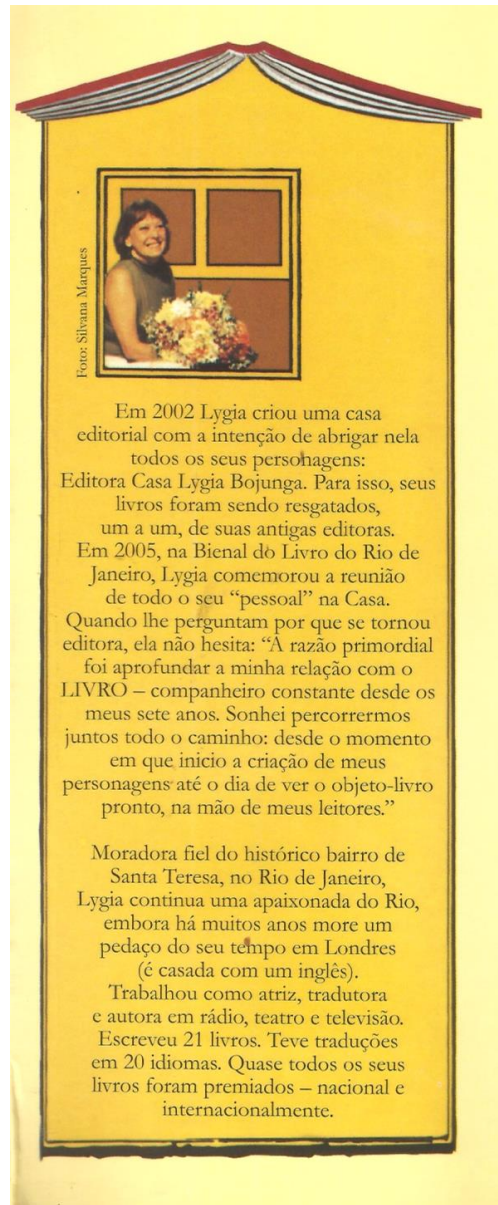 Foto: Silvana Marques
Em 2002 Lygia criou uma casa
editorial com a intenção de abrigar nela
todos os seus personagens:
Editora Casa Lygia Bojunga. Para isso, seus
livros foram sendo resgatados,
um a um, de suas antigas editoras.
Em 2005, na Bienal do Livro do Rio de
Janeiro, Lygia comemorou a reunião
de todo o seu “pessoal” na Casa.
Quando lhe perguntam por que se tornou
editora, ela não hesita: “A razão primordial
foi aprofundar a minha relação com o
LIVRO – companheiro constante desde os
meus sete anos. Sonhei percorrermos
juntos todo o caminho: desde o momento
em que inicio a criação de meus
personagens até o dia de ver o objeto-livro
pronto, na mão de meus leitores.”
Moradora fiel do histórico bairro de
Santa Teresa, no Rio de Janeiro,
Lygia continua uma apaixonada do Rio,
embora há muitos anos more um
pedaço do seu tempo em Londres
(é casada com um inglês).
Trabalhou como atriz, tradutora
e autora em rádio, teatro e televisão.
Escreveu 21 livros. Teve traduções
em 20 idiomas. Quase todos os seus
livros foram premiados – nacional e
internacionalmente.